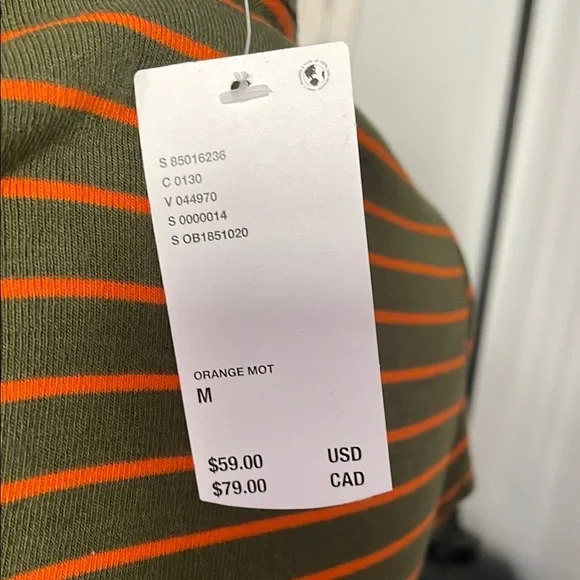 S 85016236
C 0130
V 044970
S 0000014
S OB1851020
ORANGE MOT
M
$59.00 USD
$79.00 CAD